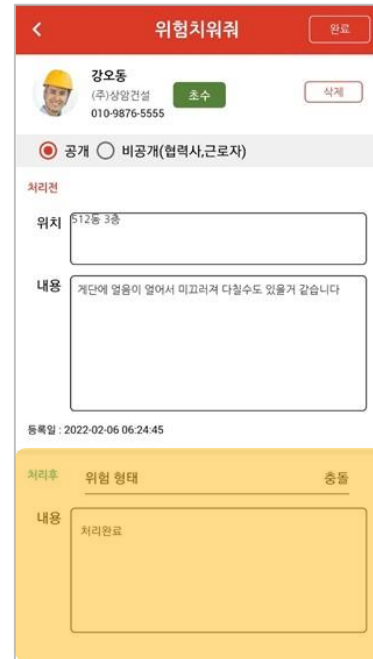 위험치워줘
완료
강오동
(주)상암건설
초수
삭제
010-9876-5555
공개 비공개(협력사,근로자)
처리전
위치
512동 3층
내용
게단에 얼음이 얼어서 미끄러져 다칠수도 있을거 같습니다
등록일 : 2022-02-06 06:24:45
처리후
위험 형태
충돌
내용
처리완료